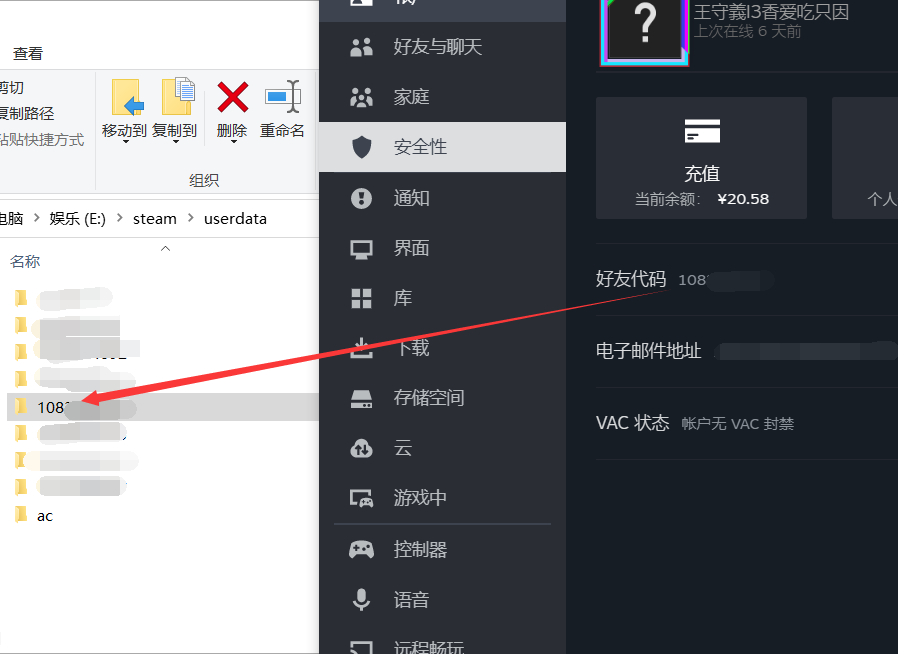 查看
剪切
复制路径
粘贴快捷方式
移动到
复制到
删除
重命名
组织
电脑
娱乐 (E:)
steam
userdata
名称
108
ac
好友与聊天
家庭
安全性
通知
界面
库
下载
存储空间
云
游戏中
控制器
语音
远程畅玩
?
王守義I3香爱吃只因
上次在线 6 天前
充值
当前余额: ¥20.58
个人
好友代码 108
电子邮件地址
VAC 状态 帐户无 VAC 封禁